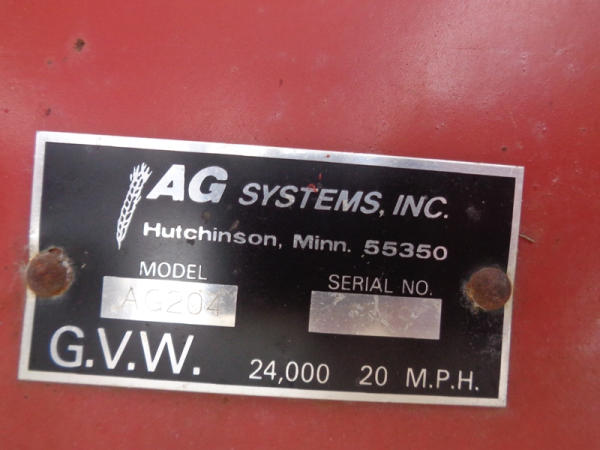 AG SYSTEMS, INC.
Hutchinson, Minn. 55350
MODEL SERIAL NO.
AG204
G.V.W. 24,000 20 M.P.H.